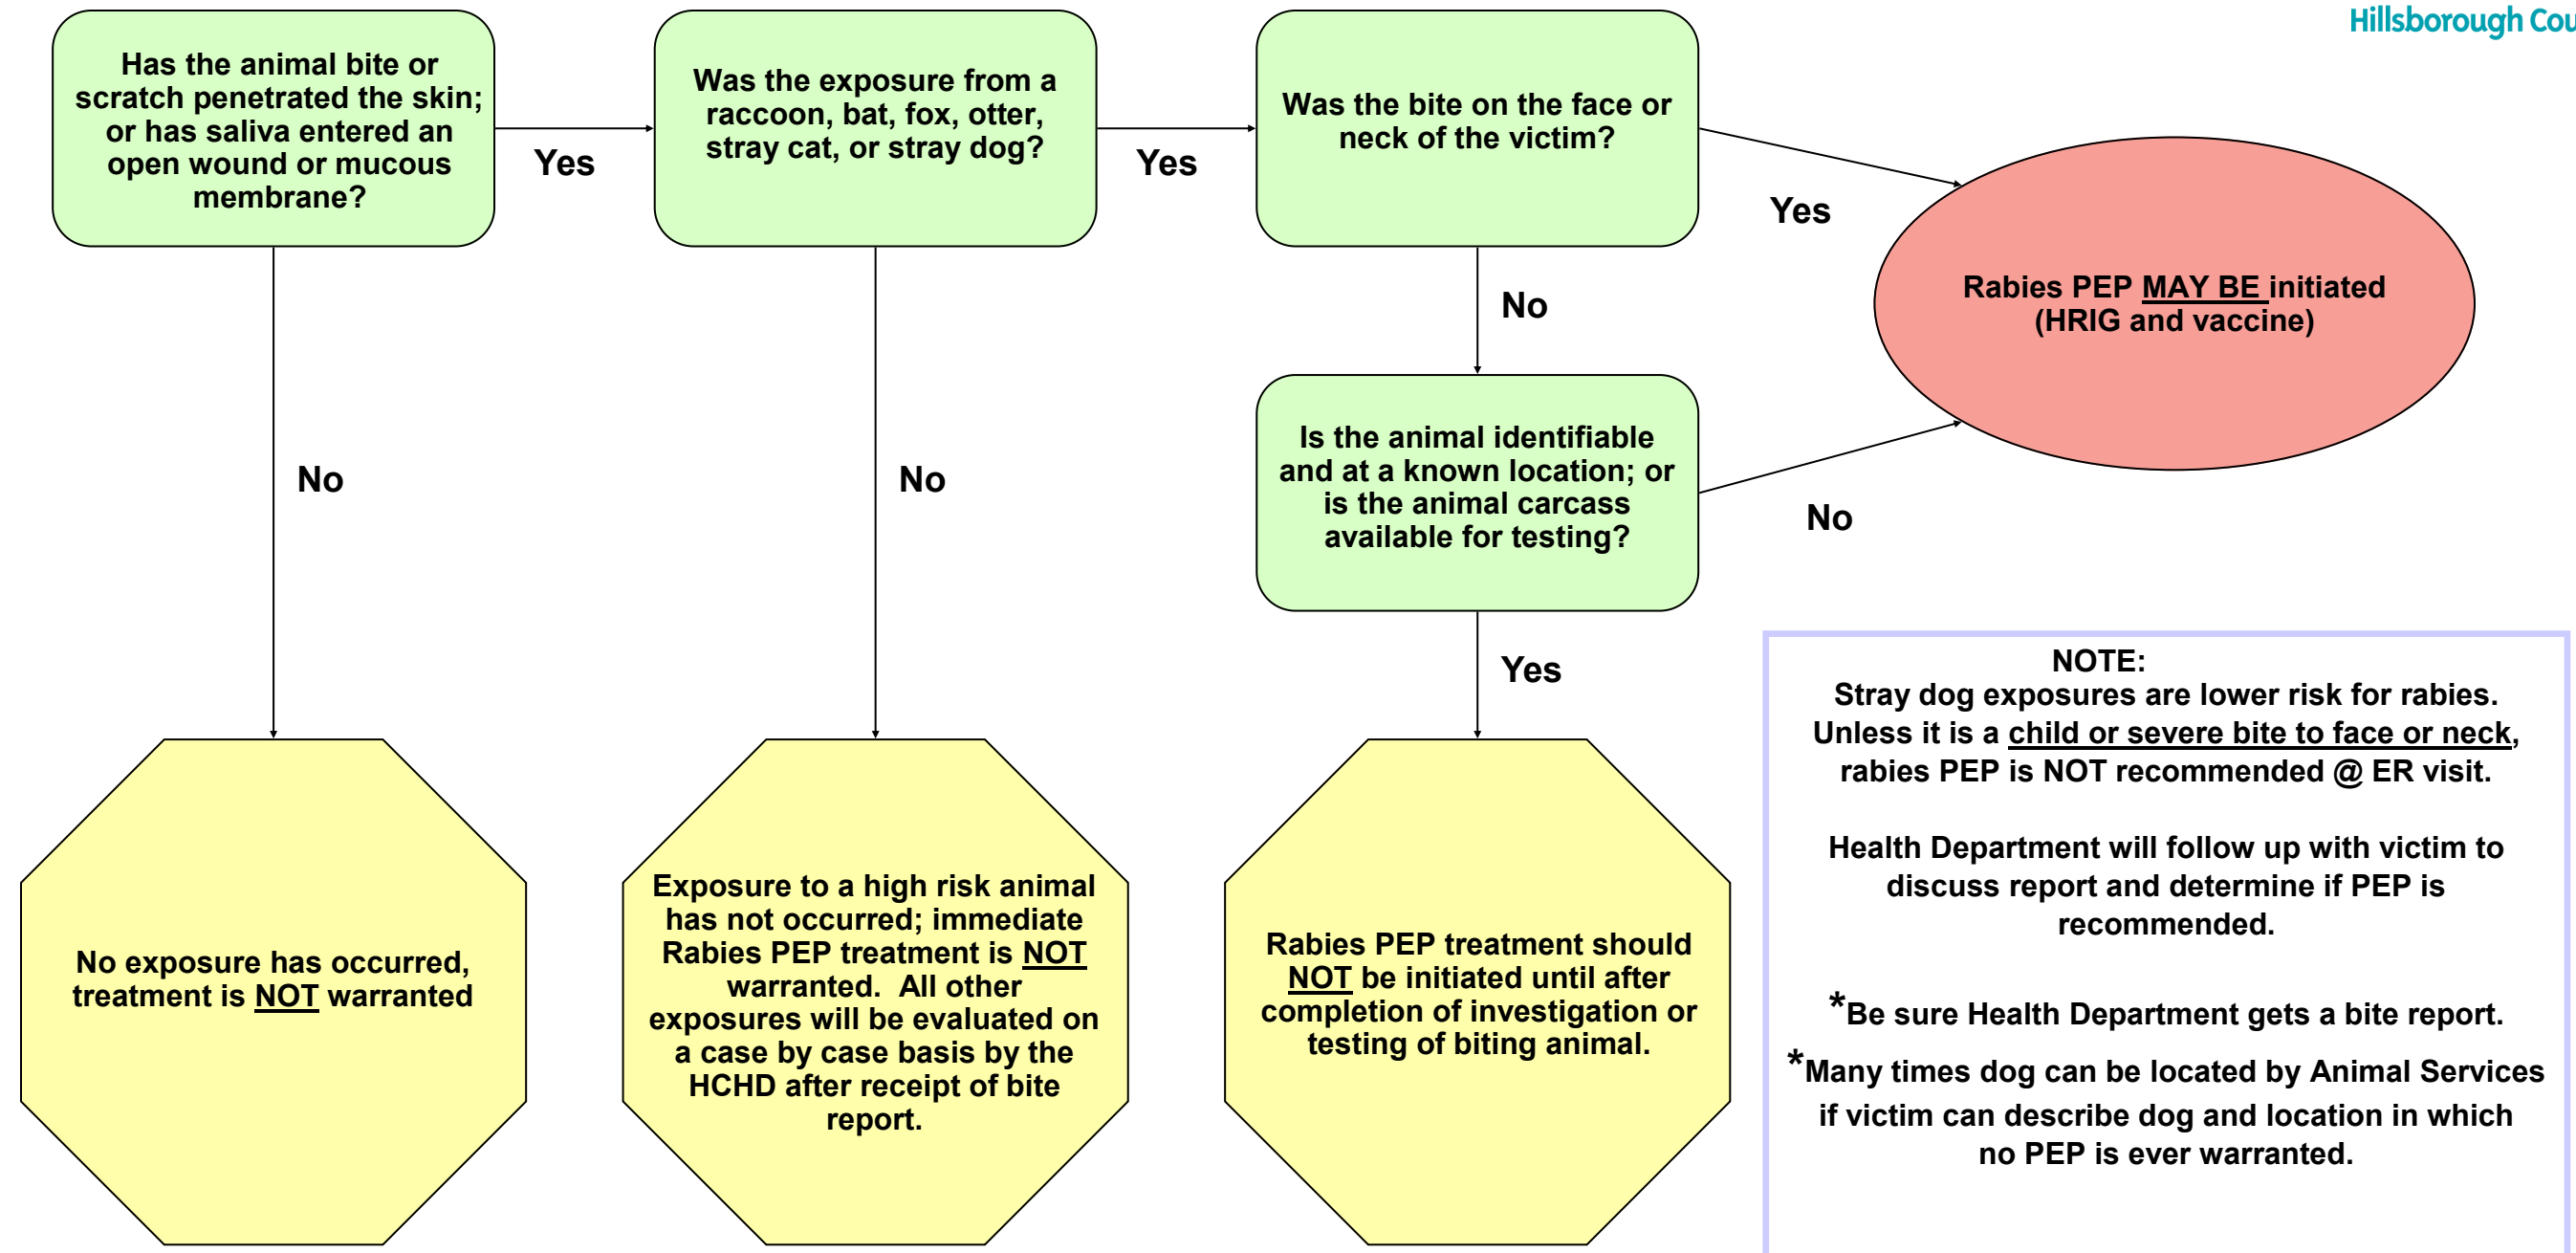 Hillsborough Cou
Has the animal bite or
scratch penetrated the skin;
or has saliva entered an
open wound or mucous
membrane?
Yes
Was the exposure from a
raccoon, bat, fox, otter,
stray cat, or stray dog?
Yes
Was the bite on the face or
neck of the victim?
Yes
Rabies PEP MAY BE initiated
(HRIG and vaccine)
No
No
No
Is the animal identifiable
and at a known location; or
is the animal carcass
available for testing?
No
Yes
No exposure has occurred,
treatment is NOT warranted
Exposure to a high risk animal
has not occurred; immediate
Rabies PEP treatment is NOT
warranted. All other
exposures will be evaluated on
a case by case basis by the
HCHD after receipt of bite
report.
Rabies PEP treatment should
NOT be initiated until after
completion of investigation or
testing of biting animal.
NOTE:
Stray dog exposures are lower risk for rabies.
Unless it is a child or severe bite to face or neck,
rabies PEP is NOT recommended @ ER visit.
Health Department will follow up with victim to
discuss report and determine if PEP is
recommended.
*Be sure Health Department gets a bite report.
*Many times dog can be located by Animal Services
if victim can describe dog and location in which
no PEP is ever warranted.